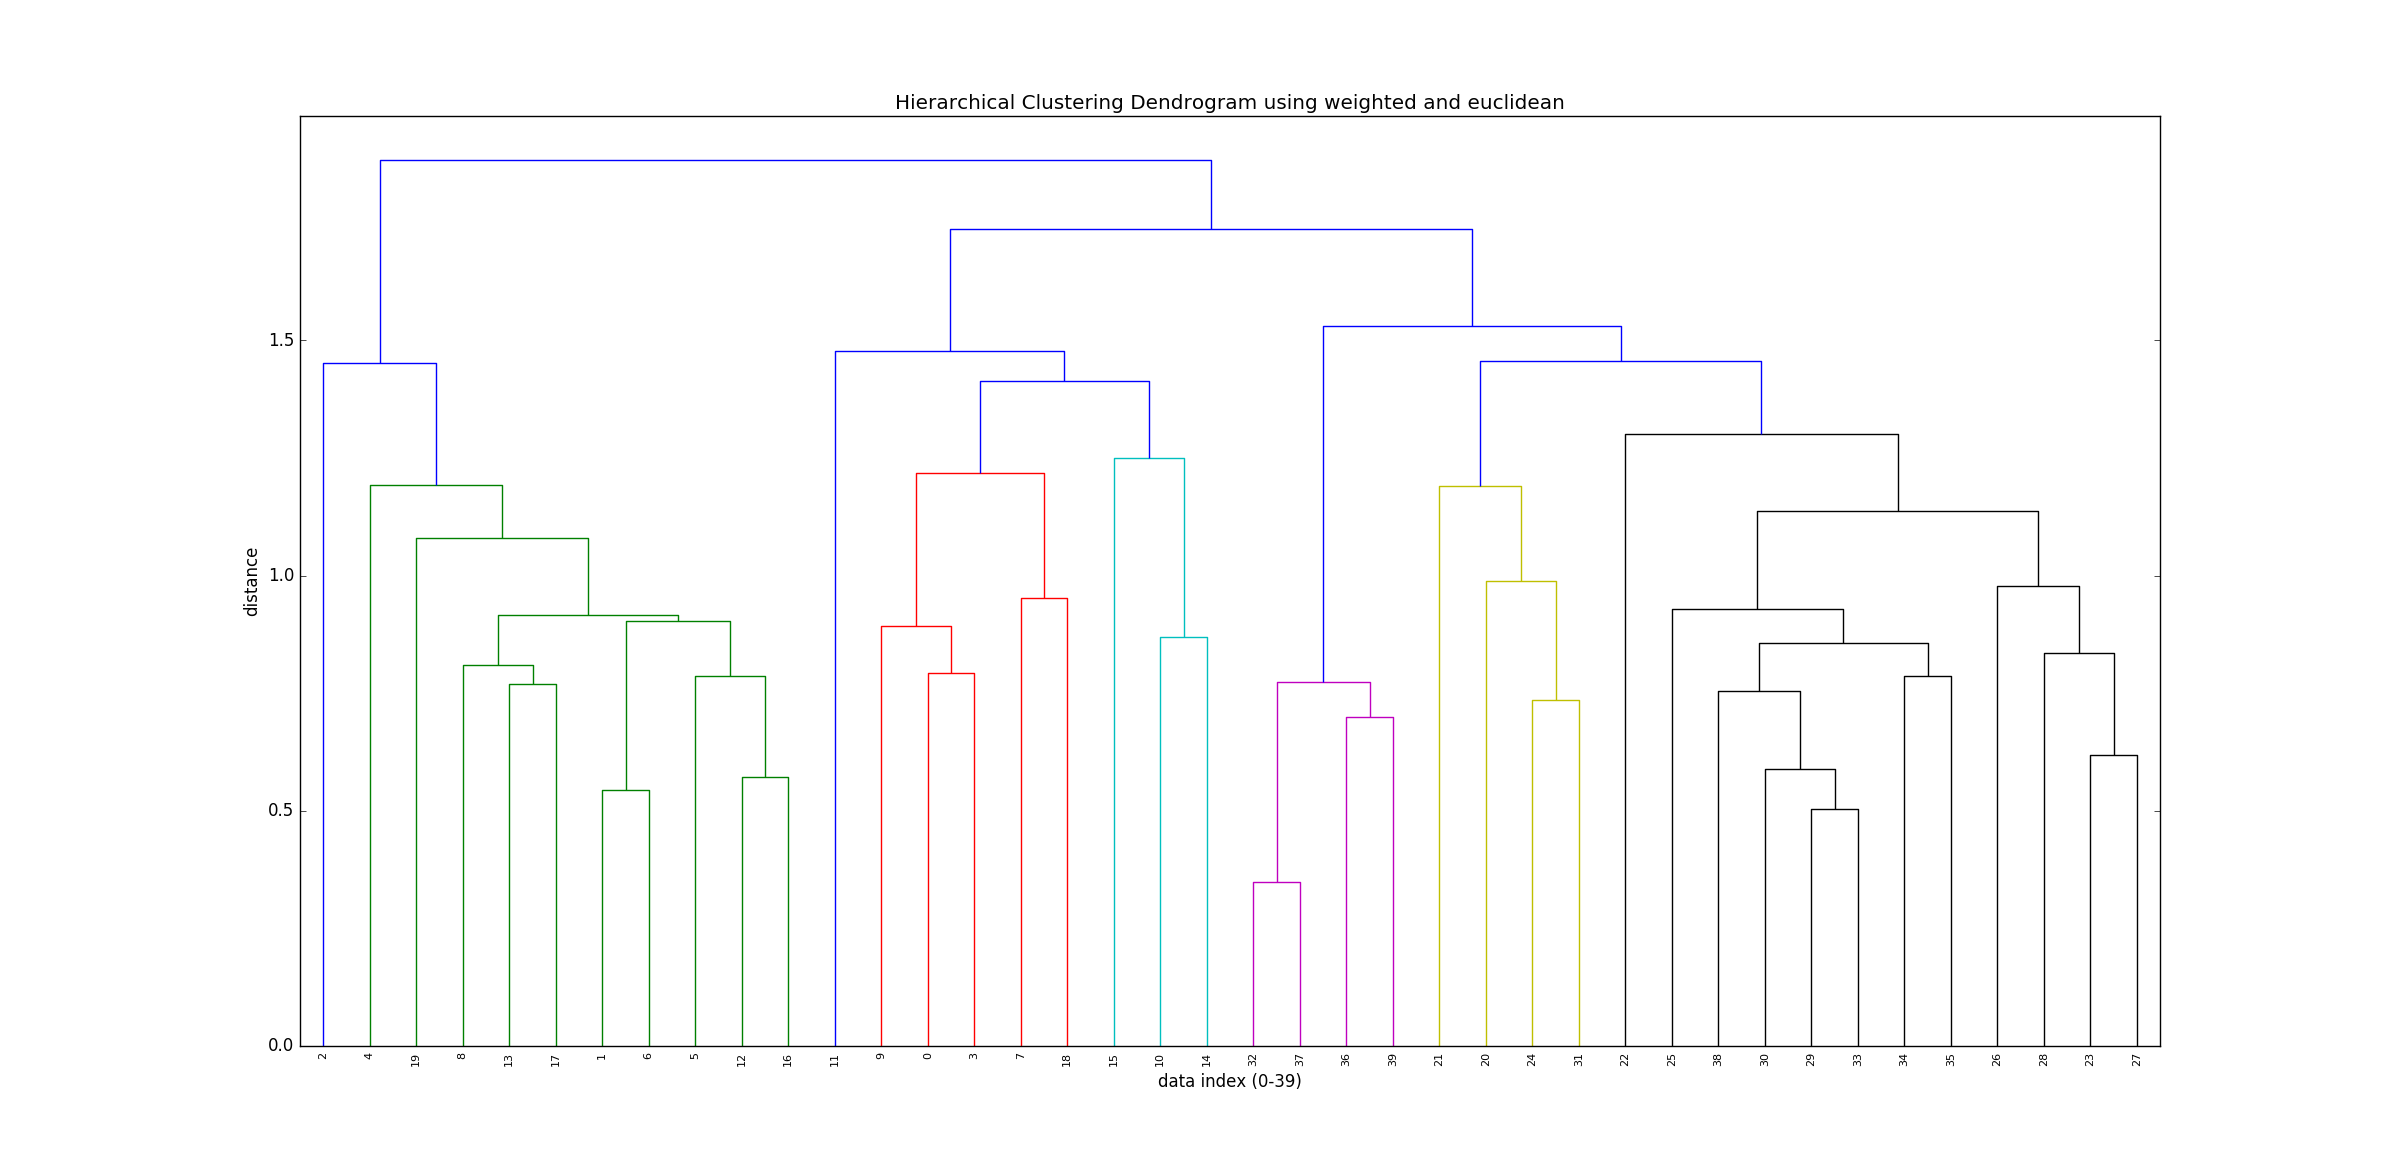 Hierarchical Clustering Dendrogram using weighted and euclidean
1.5
1.0
0.5
0.0
distance
2 4 19 8 13 17 1 6 5 12 16 11 9 0 3 7 18 15 10 14 32 37 36 39 21 20 24 31 22 25 38 30 29 33 34 35 26 28 23 27
data index (0-39)